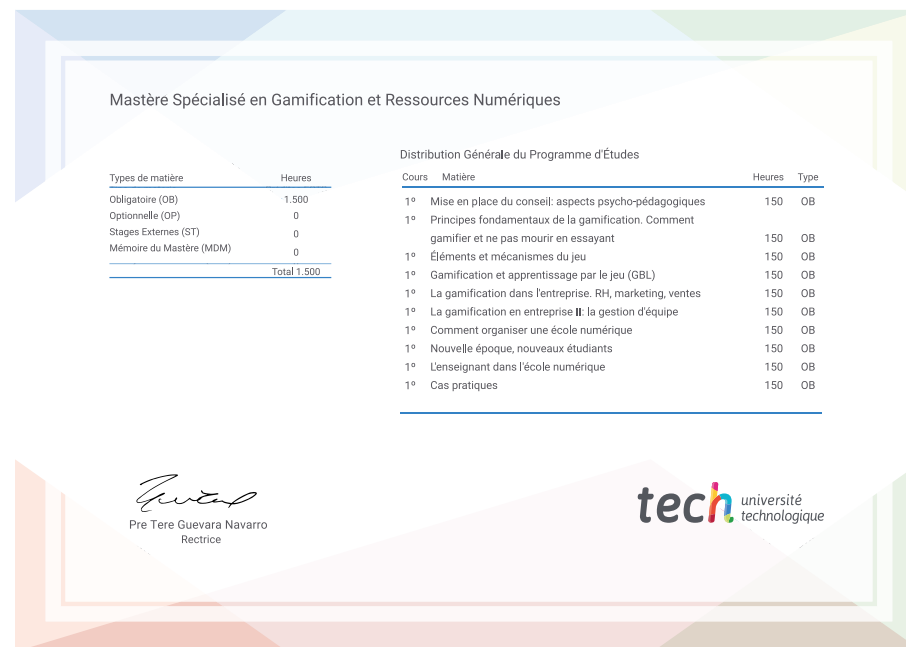 Mastère Spécialisé en Gamification et Ressources Numériques
Types de matière Heures
Obligatoire (OB) 1.500
Optionnelle (OP) 0
Stages Externes (ST) 0
Mémoire du Mastère (MDM) 0
Total 1.500
Distribution Générale du Programme d'Études
Cours Matière Heures Type
1º Mise en place du conseil: aspects psycho-pédagogiques 150 OB
1º Principes fondamentaux de la gamification. Comment
gamifier et ne pas mourir en essayant 150 OB
1º Éléments et mécanismes du jeu 150 OB
1º Gamification et apprentissage par le jeu (GBL) 150 OB
1º La gamification dans l'entreprise. RH, marketing, ventes 150 OB
1º La gamification en entreprise II: la gestion d'équipe 150 OB
1º Comment organiser une école numérique 150 OB
1º Nouvelle époque, nouveaux étudiants 150 OB
1º L'enseignant dans l'école numérique 150 OB
1º Cas pratiques 150 OB
Pre Tere Guevara Navarro
Rectrice
tech université
technologique